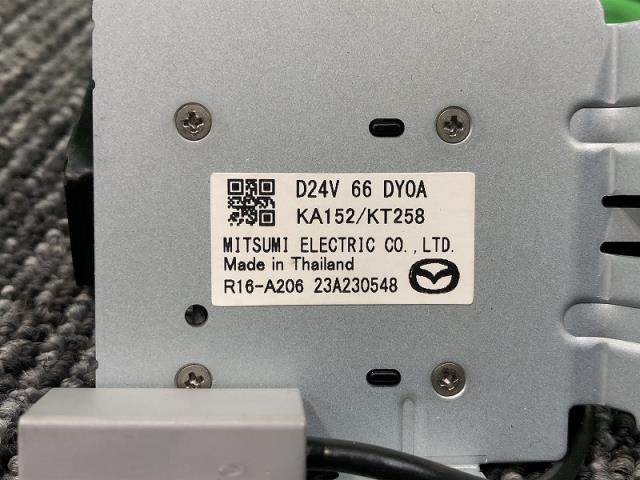 D24V 66 DY0A
KA152/KT258
MITSUMI ELECTRIC CO.,LTD.
Made in Thailand
R16-A206 23A230548